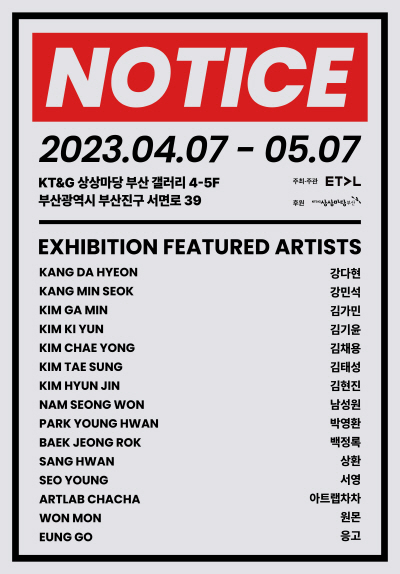 NOTICE
2023.04.07 - 05.07
KT&G 상상마당 부산 갤러리 4-5F
부산광역시 부산진구 서면로 39
주최·주관 ET>L
후원 상상마당 부산
EXHIBITION FEATURED ARTISTS
KANG DA HYEON 강다현
KANG MIN SEOK 강민석
KIM GA MIN 김가민
KIM KI YUN 김기윤
KIM CHAE YONG 김채용
KIM TAE SUNG 김태성
KIM HYUN JIN 김현진
NAM SEONG WON 남성원
PARK YOUNG HWAN 박영환
BAEK JEONG ROK 백정록
SANG HWAN 상환
SEO YOUNG 서영
ARTLAB CHACHA 아트랩차차
WON MON 원몬
EUNG GO 응고